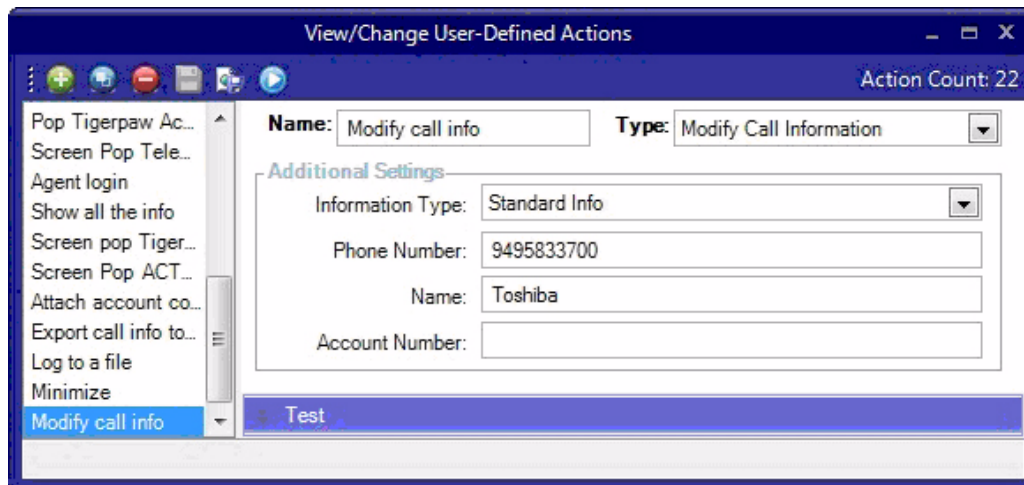 View/Change User-Defined Actions
Action Count: 22
Pop Tigerpaw Ac...
Screen Pop Tele...
Agent login
Show all the info
Screen pop Tiger...
Screen Pop ACT...
Attach account co...
Export call info to...
Log to a file
Minimize
Modify call info
Name: Modify call info Type: Modify Call Information
Additional Settings
Information Type: Standard Info
Phone Number: 9495833700
Name: Toshiba
Account Number:
Test